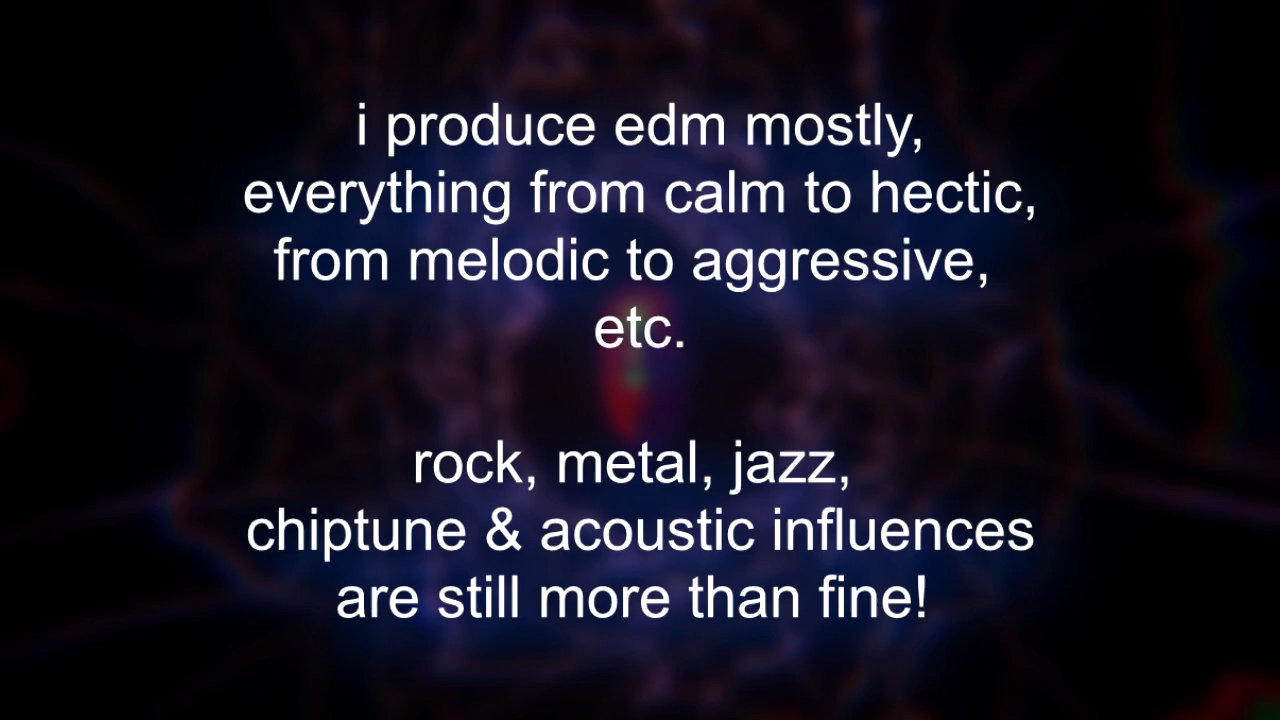 i produce edm mostly,
everything from calm to hectic,
from melodic to aggressive,
etc.
rock, metal, jazz,
chiptune & acoustic influences
are still more than fine!